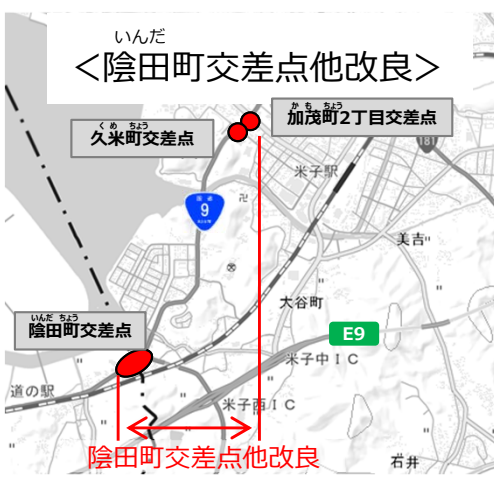 いんだ
<陰田町交差点他改良>
くめちょう
久米町交差点
かもちょう
加茂町2丁目交差点
181
米子駅
国道
9
美吉
大谷町
いんだちょう
陰田町交差点
E9
米子中IC
道の駅
米子西IC
陰田町交差点他改良
石井